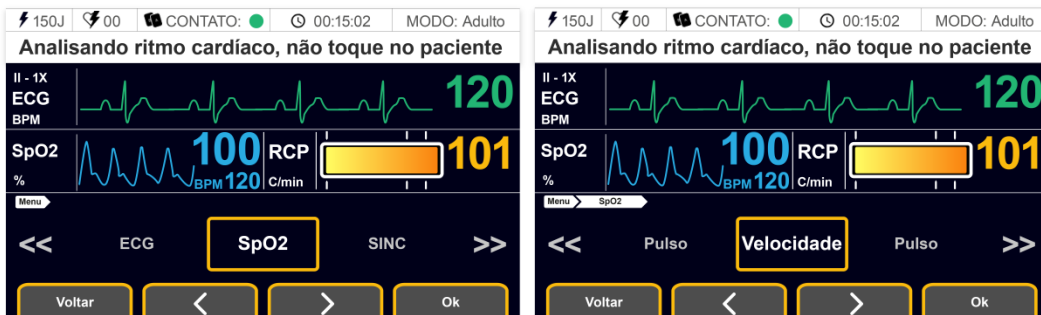 150J 00 CONTATO: 00:15:02 MODO: Adulto
Analisando ritmo cardíaco, não toque no paciente
II - 1X
ECG
BPM
120
SpO2
%
100
BPM 120
RCP
C/min
101
Menu
<< ECG SpO2 SINC >>
Voltar < > Ok
150J 00 CONTATO: 00:15:02 MODO: Adulto
Analisando ritmo cardíaco, não toque no paciente
II - 1X
ECG
BPM
120
SpO2
%
100
BPM 120
RCP
C/min
101
Menu SpO2
<< Pulso Velocidade Pulso >>
Voltar < > Ok